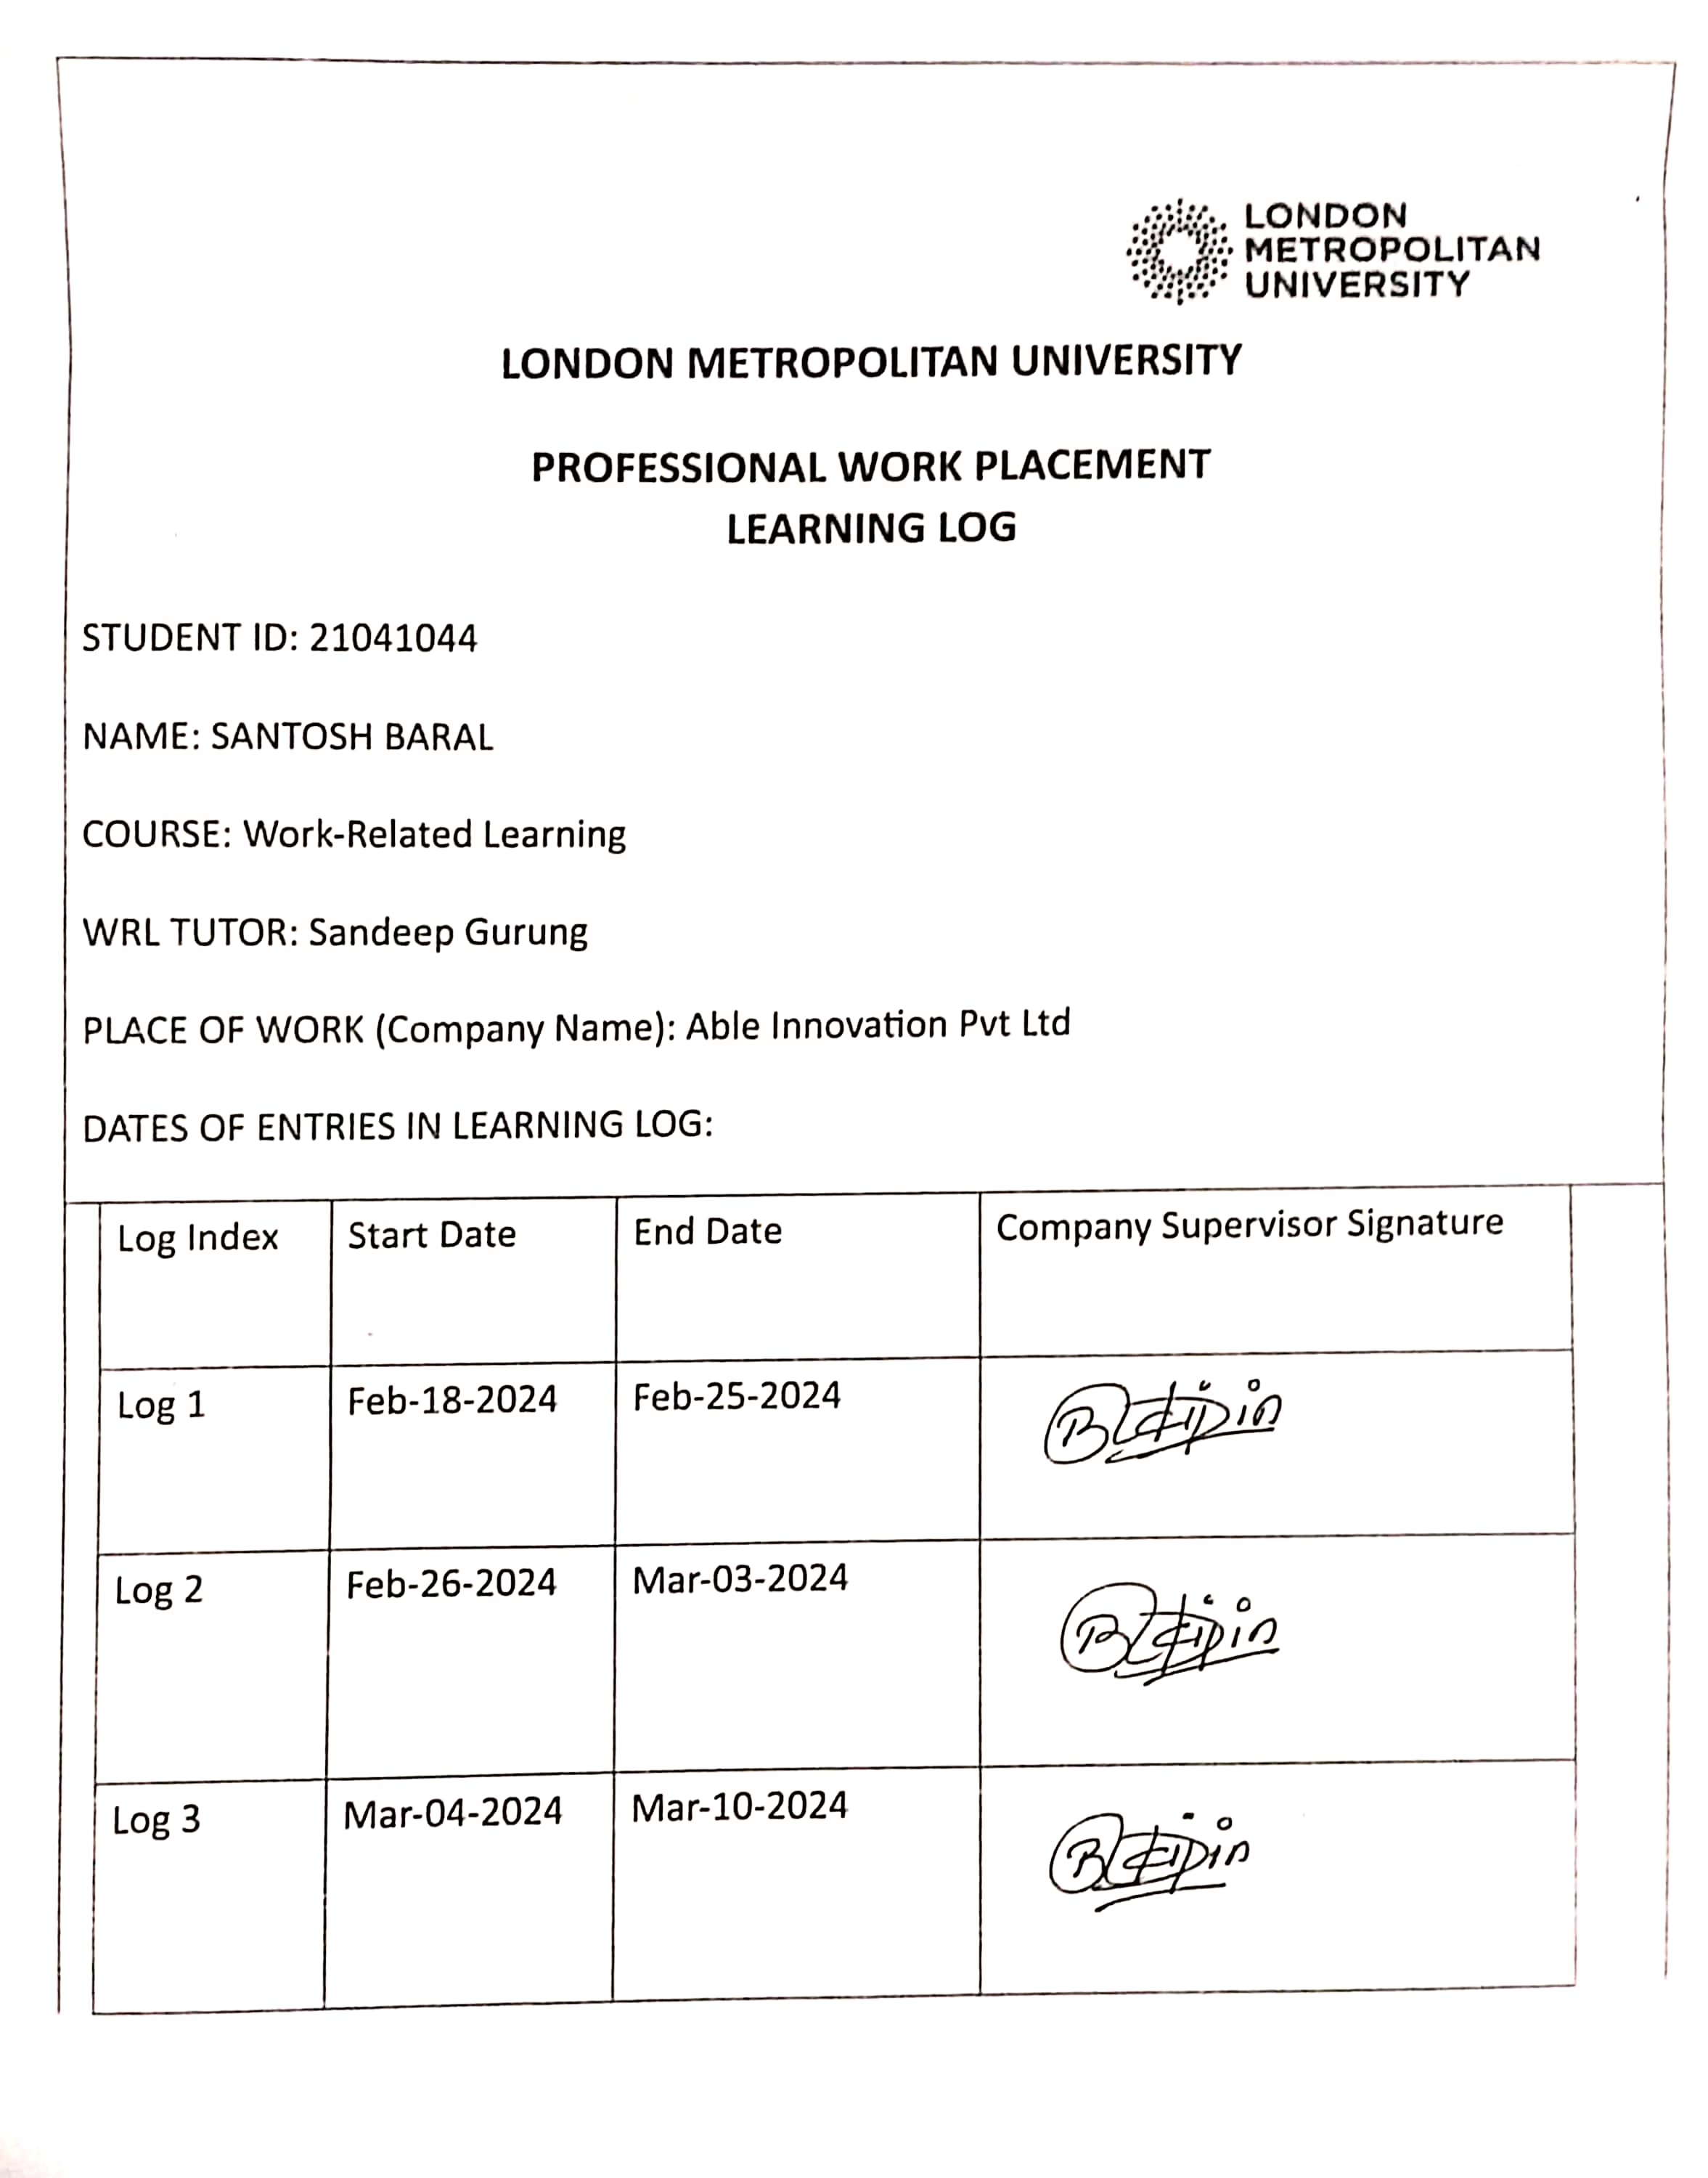 LONDON
METROPOLITAN
UNIVERSITY
LONDON METROPOLITAN UNIVERSITY
PROFESSIONAL WORK PLACEMENT
LEARNING LOG
STUDENT ID: 21041044
NAME: SANTOSH BARAL
COURSE: Work-Related Learning
WRL TUTOR: Sandeep Gurung
PLACE OF WORK (Company Name): Able Innovation Pvt Ltd
DATES OF ENTRIES IN LEARNING LOG:
Log Index Start Date End Date Company Supervisor Signature
Log 1 Feb-18-2024 Feb-25-2024
Log 2 Feb-26-2024 Mar-03-2024
Log 3 Mar-04-2024 Mar-10-2024